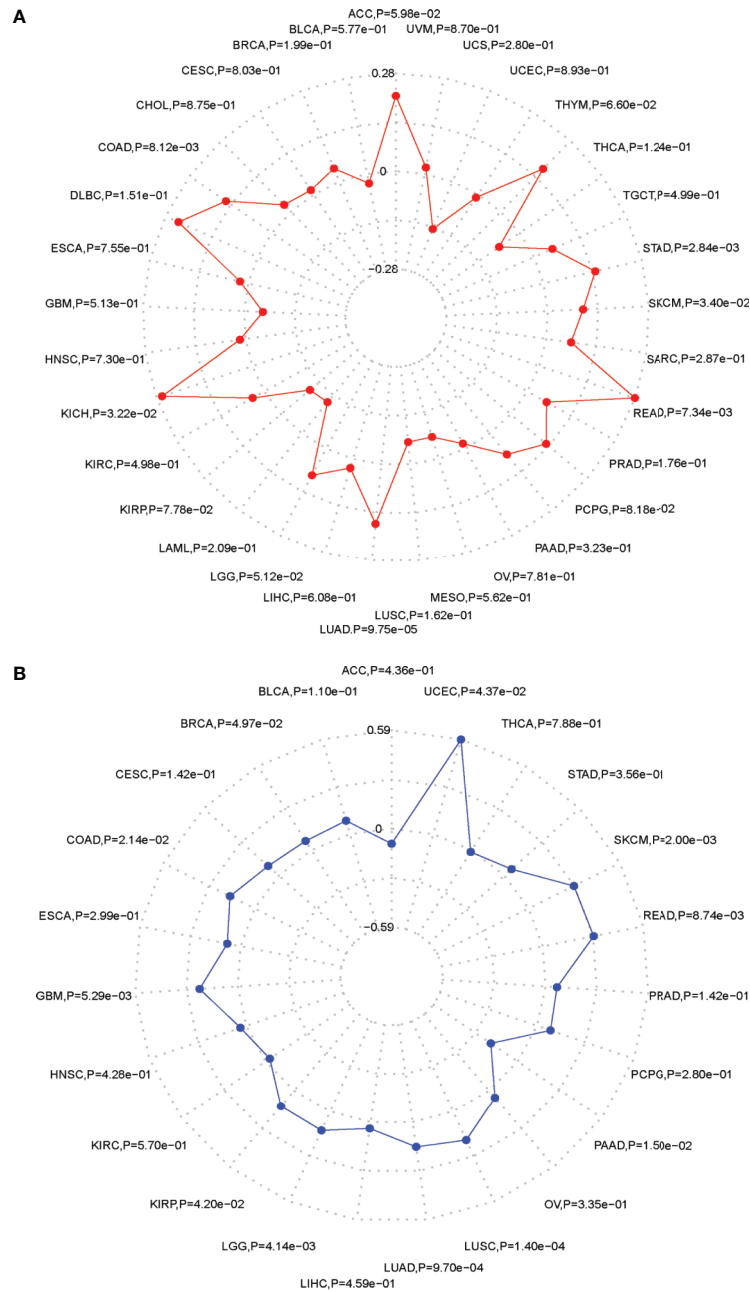 A
ACC,P=5.98e−02
BLCA,P=5.77e−01
UVM,P=8.70e−01
BRCA,P=1.99e−01
UCS,P=2.80e−01
CESC,P=8.03e−01
0.28
UCEC,P=8.93e−01
CHOL,P=8.75e−01
THYM,P=6.60e−02
COAD,P=8.12e−03
THCA,P=1.24e−01
0
DLBC,P=1.51e−01
TGCT,P=4.99e−01
ESCA,P=7.55e−01
STAD,P=2.84e−03
−0.28
GBM,P=5.13e−01
SKCM,P=3.40e−02
HNSC,P=7.30e−01
SARC,P=2.87e−01
KICH,P=3.22e−02
READ,P=7.34e−03
KIRC,P=4.98e−01
PRAD,P=1.76e−01
KIRP,P=7.78e−02
PCPG,P=8.18e−02
LAML,P=2.09e−01
PAAD,P=3.23e−01
LGG,P=5.12e−02
OV,P=7.81e−01
LIHC,P=6.08e−01
MESO,P=5.62e−01
LUSC,P=1.62e−01
LUAD,P=9.75e−05
B
ACC,P=4.36e−01
BLCA,P=1.10e−01
UCEC,P=4.37e−02
BRCA,P=4.97e−02
THCA,P=7.88e−01
0.59
CESC,P=1.42e−01
STAD,P=3.56e−01
0
COAD,P=2.14e−02
SKCM,P=2.00e−03
ESCA,P=2.99e−01
READ,P=8.74e−03
−0.59
GBM,P=5.29e−03
PRAD,P=1.42e−01
HNSC,P=4.28e−01
PCPG,P=2.80e−01
KIRC,P=5.70e−01
PAAD,P=1.50e−02
KIRP,P=4.20e−02
OV,P=3.35e−01
LGG,P=4.14e−03
LUSC,P=1.40e−04
LUAD,P=9.70e−04
LIHC,P=4.59e−01